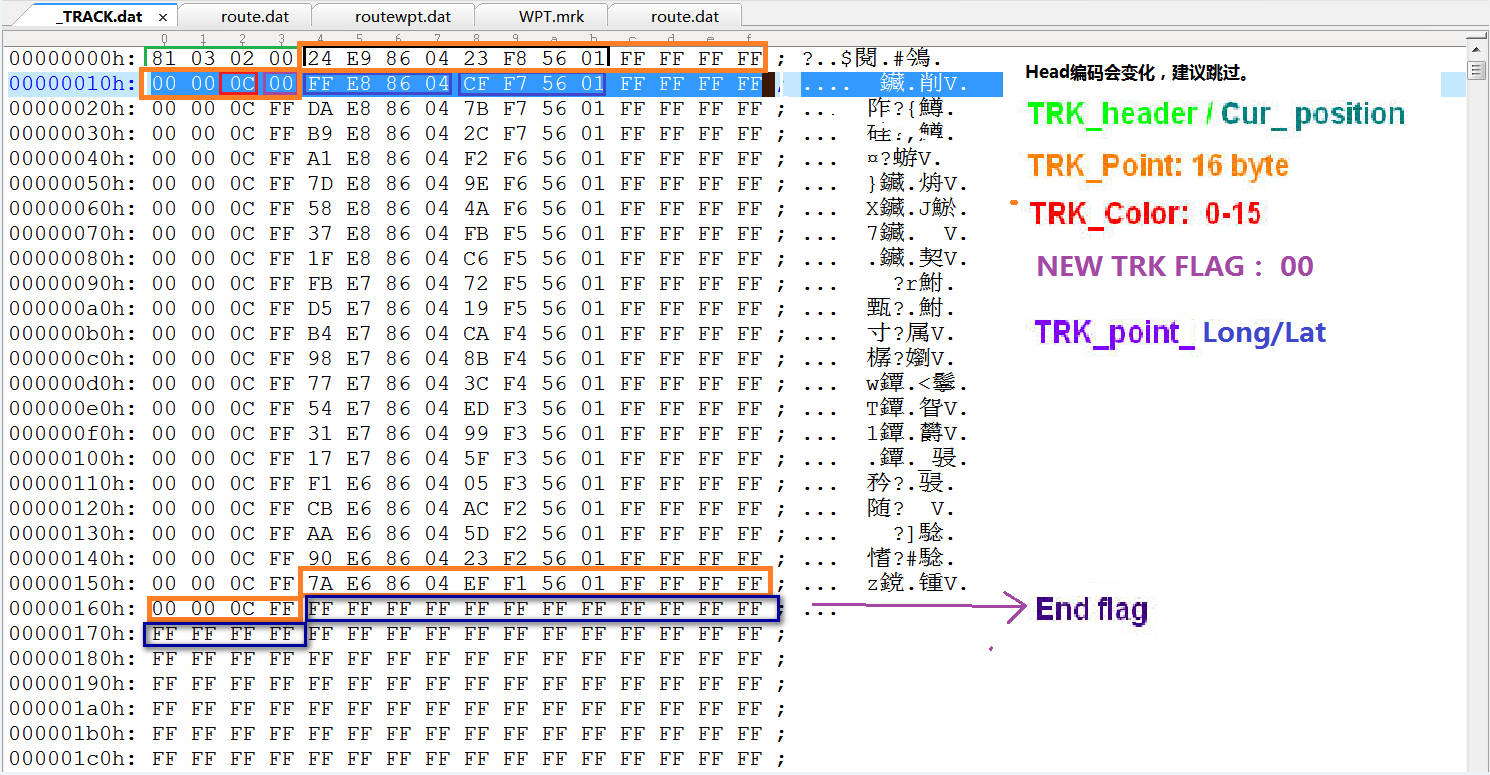 _TRACK.dat × route.dat routewpt.dat WPT.mrk route.dat
0 1 2 3 4 5 6 7 8 9 a b c d e f
00000000h: 81 03 02 00 24 E9 86 04 23 F8 56 01 FF FF FF FF ; ?..$閱.#鴒.
00000010h: 00 00 0C 00 FF E8 86 04 CF F7 56 01 FF FF FF FF ; .... 鑶.削V.
00000020h: 00 00 0C FF DA E8 86 04 7B F7 56 01 FF FF FF FF ; ... 阼?{鱒.
00000030h: 00 00 0C FF B9 E8 86 04 2C F7 56 01 FF FF FF FF ; ... 硅?,鱒.
00000040h: 00 00 0C FF A1 E8 86 04 F2 F6 56 01 FF FF FF FF ; ... ¤?蝣V.
00000050h: 00 00 0C FF 7D E8 86 04 9E F6 56 01 FF FF FF FF ; ... }鑶.烐V.
00000060h: 00 00 0C FF 58 E8 86 04 4A F6 56 01 FF FF FF FF ; ... X鑶.J鯲.
00000070h: 00 00 0C FF 37 E8 86 04 FB F5 56 01 FF FF FF FF ; ... 7鑶. V.
00000080h: 00 00 0C FF 1F E8 86 04 C6 F5 56 01 FF FF FF FF ; ... .鑶.契V.
00000090h: 00 00 0C FF FB E7 86 04 72 F5 56 01 FF FF FF FF ; ... ?r鮒.
000000a0h: 00 00 0C FF D5 E7 86 04 19 F5 56 01 FF FF FF FF ; ... 甄?.鮒.
000000b0h: 00 00 0C FF B4 E7 86 04 CA F4 56 01 FF FF FF FF ; ... 寸?属V.
000000c0h: 00 00 0C FF 98 E7 86 04 8B F4 56 01 FF FF FF FF ; ... 樼?嬼V.
000000d0h: 00 00 0C FF 77 E7 86 04 3C F4 56 01 FF FF FF FF ; ... w鐔.<鬡.
000000e0h: 00 00 0C FF 54 E7 86 04 ED F3 56 01 FF FF FF FF ; ... T鐔.眢V.
000000f0h: 00 00 0C FF 31 E7 86 04 99 F3 56 01 FF FF FF FF ; ... 1鐔.欝V.
00000100h: 00 00 0C FF 17 E7 86 04 5F F3 56 01 FF FF FF FF ; ... .鐔._骎.
00000110h: 00 00 0C FF F1 E6 86 04 05 F3 56 01 FF FF FF FF ; ... 矜?.骎.
00000120h: 00 00 0C FF CB E6 86 04 AC F2 56 01 FF FF FF FF ; ... 随? V.
00000130h: 00 00 0C FF AA E6 86 04 5D F2 56 01 FF FF FF FF ; ... ?]騐.
00000140h: 00 00 0C FF 90 E6 86 04 23 F2 56 01 FF FF FF FF ; ... 愭?#騐.
00000150h: 00 00 0C FF 7A E6 86 04 EF F1 56 01 FF FF FF FF ; ... z鎲.锺V.
00000160h: 00 00 0C FF FF FF FF FF FF FF FF FF FF FF FF FF ; ...
00000170h: FF FF FF FF FF FF FF FF FF FF FF FF FF FF FF FF ;
00000180h: FF FF FF FF FF FF FF FF FF FF FF FF FF FF FF FF ;
00000190h: FF FF FF FF FF FF FF FF FF FF FF FF FF FF FF FF ;
000001a0h: FF FF FF FF FF FF FF FF FF FF FF FF FF FF FF FF ;
000001b0h: FF FF FF FF FF FF FF FF FF FF FF FF FF FF FF FF ;
000001c0h: FF FF FF FF FF FF FF FF FF FF FF FF FF FF FF FF ;
Head编码会变化，建议跳过。
TRK_header / Cur_ position
TRK_Point: 16 byte
TRK_Color: 0-15
NEW TRK FLAG： 00
TRK_point_ Long/Lat
End flag